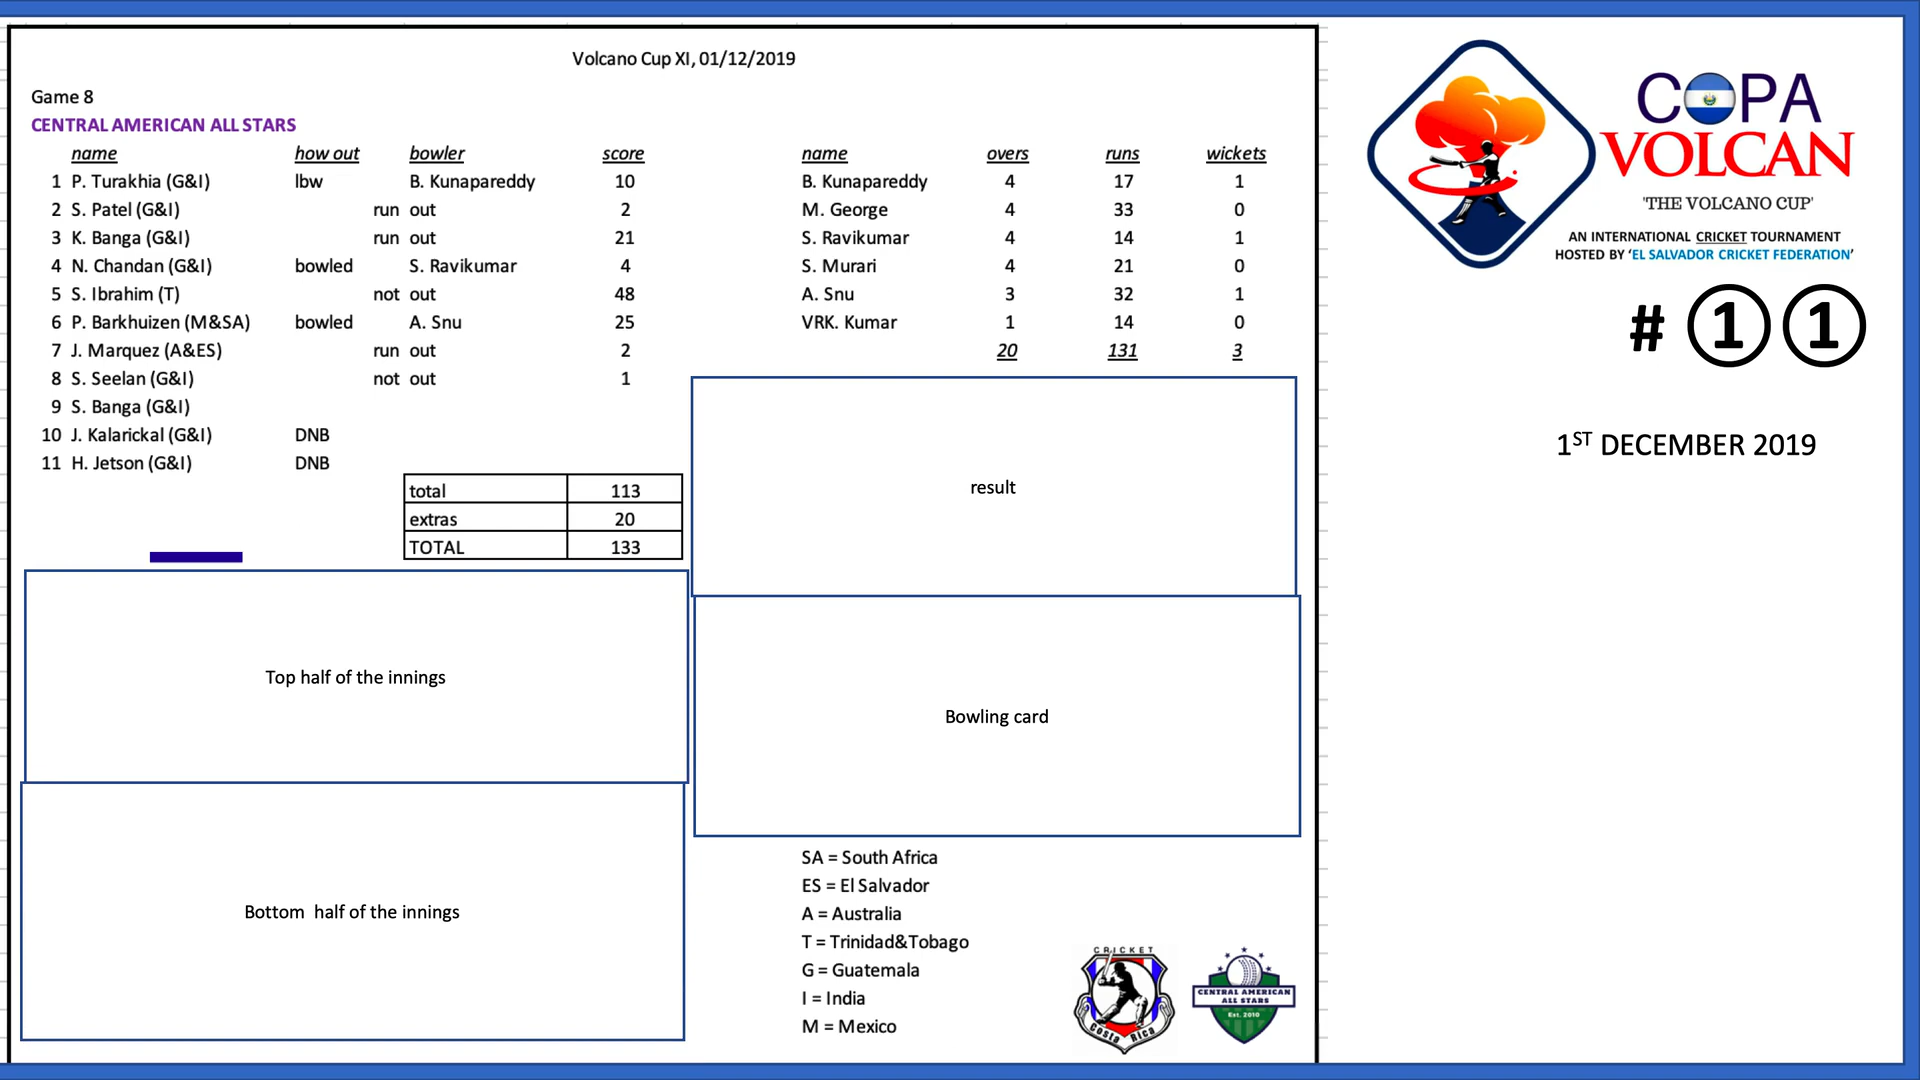 Volcano Cup XI, 01/12/2019
Game 8
CENTRAL AMERICAN ALL STARS
name how out bowler score
1 P. Turakhia (G&I) lbw B. Kunapareddy 10
2 S. Patel (G&I) run out 2
3 K. Banga (G&I) run out 21
4 N. Chandan (G&I) bowled S. Ravikumar 4
5 S. Ibrahim (T) not out 48
6 P. Barkhuizen (M&SA) bowled A. Snu 25
7 J. Marquez (A&ES) run out 2
8 S. Seelan (G&I) not out 1
9 S. Banga (G&I)
10 J. Kalarickal (G&I) DNB
11 H. Jetson (G&I) DNB
total 113
extras 20
TOTAL 133
name overs runs wickets
B. Kunapareddy 4 17 1
M. George 4 33 0
S. Ravikumar 4 14 1
S. Murari 4 21 0
A. Snu 3 32 1
VRK. Kumar 1 14 0
20 131 3
result
Top half of the innings
Bowling card
Bottom  half of the innings
SA = South Africa
ES = El Salvador
A = Australia
T = Trinidad&Tobago
G = Guatemala
I = India
M = Mexico
CRICKET
Costa Rica
CENTRAL AMERICAN
ALL STARS
Est. 2010
COPA
VOLCAN
'THE VOLCANO CUP'
AN INTERNATIONAL CRICKET TOURNAMENT
HOSTED BY ‘EL SALVADOR CRICKET FEDERATION’
# 1 1
1ST DECEMBER 2019